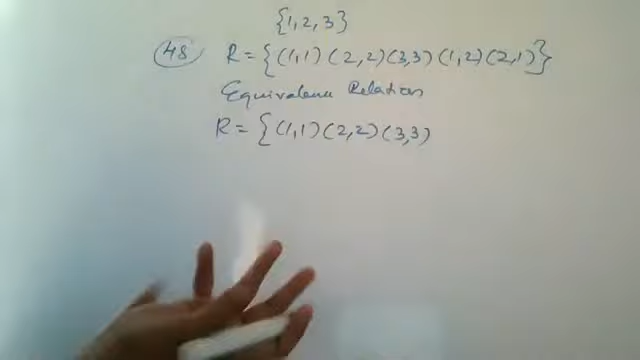 {1, 2, 3}
48 R = {(1,1) (2,2) (3,3) (1,2) (2,1)}
Equivalence Relation
R = {(1,1) (2,2) (3,3)